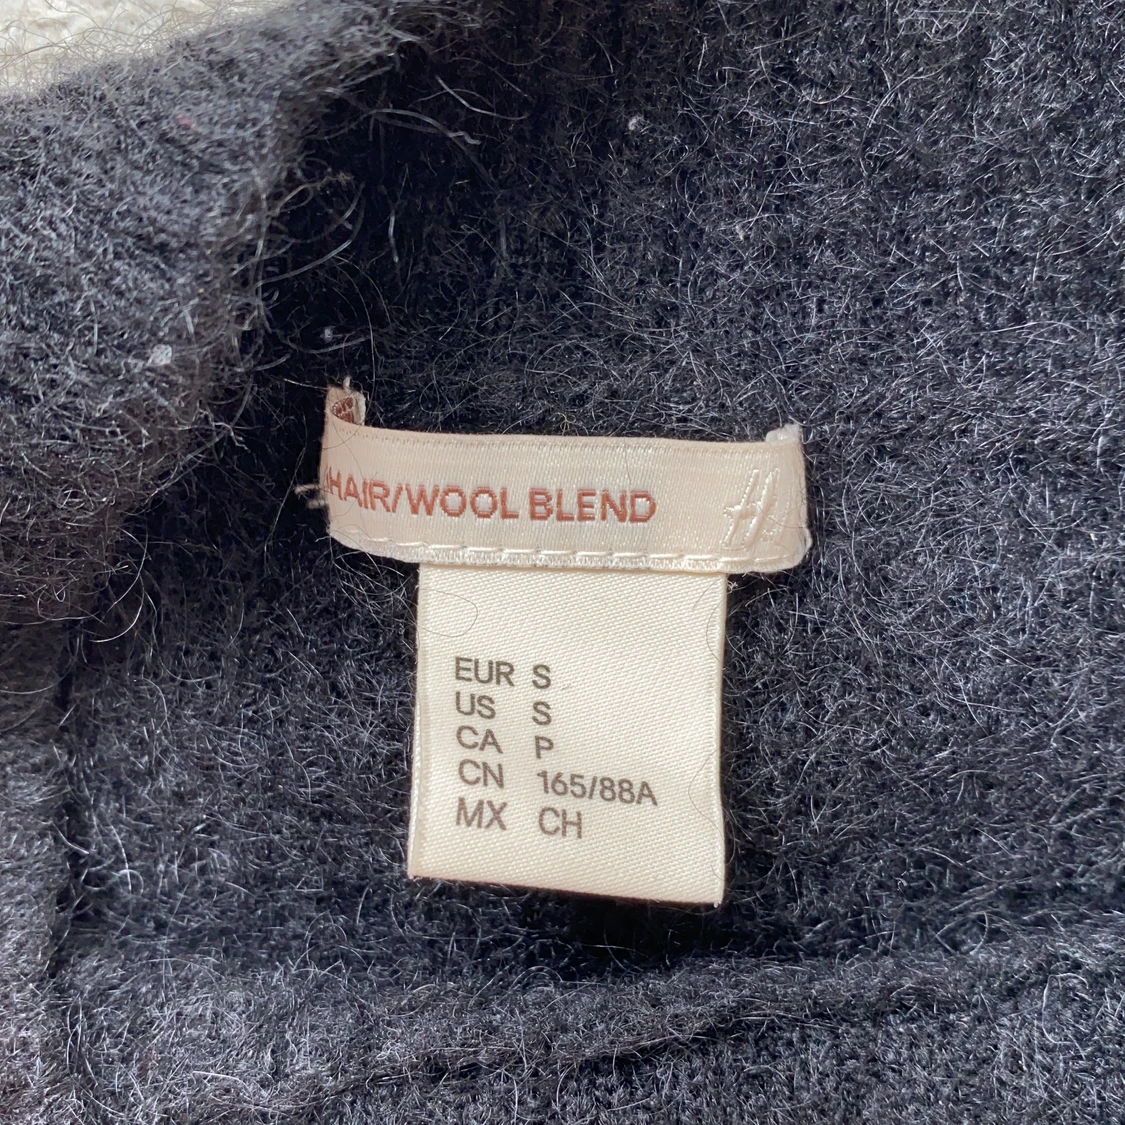 HAIR/WOOL BLEND H
EUR S
US S
CA P
CN 165/88A
MX CH